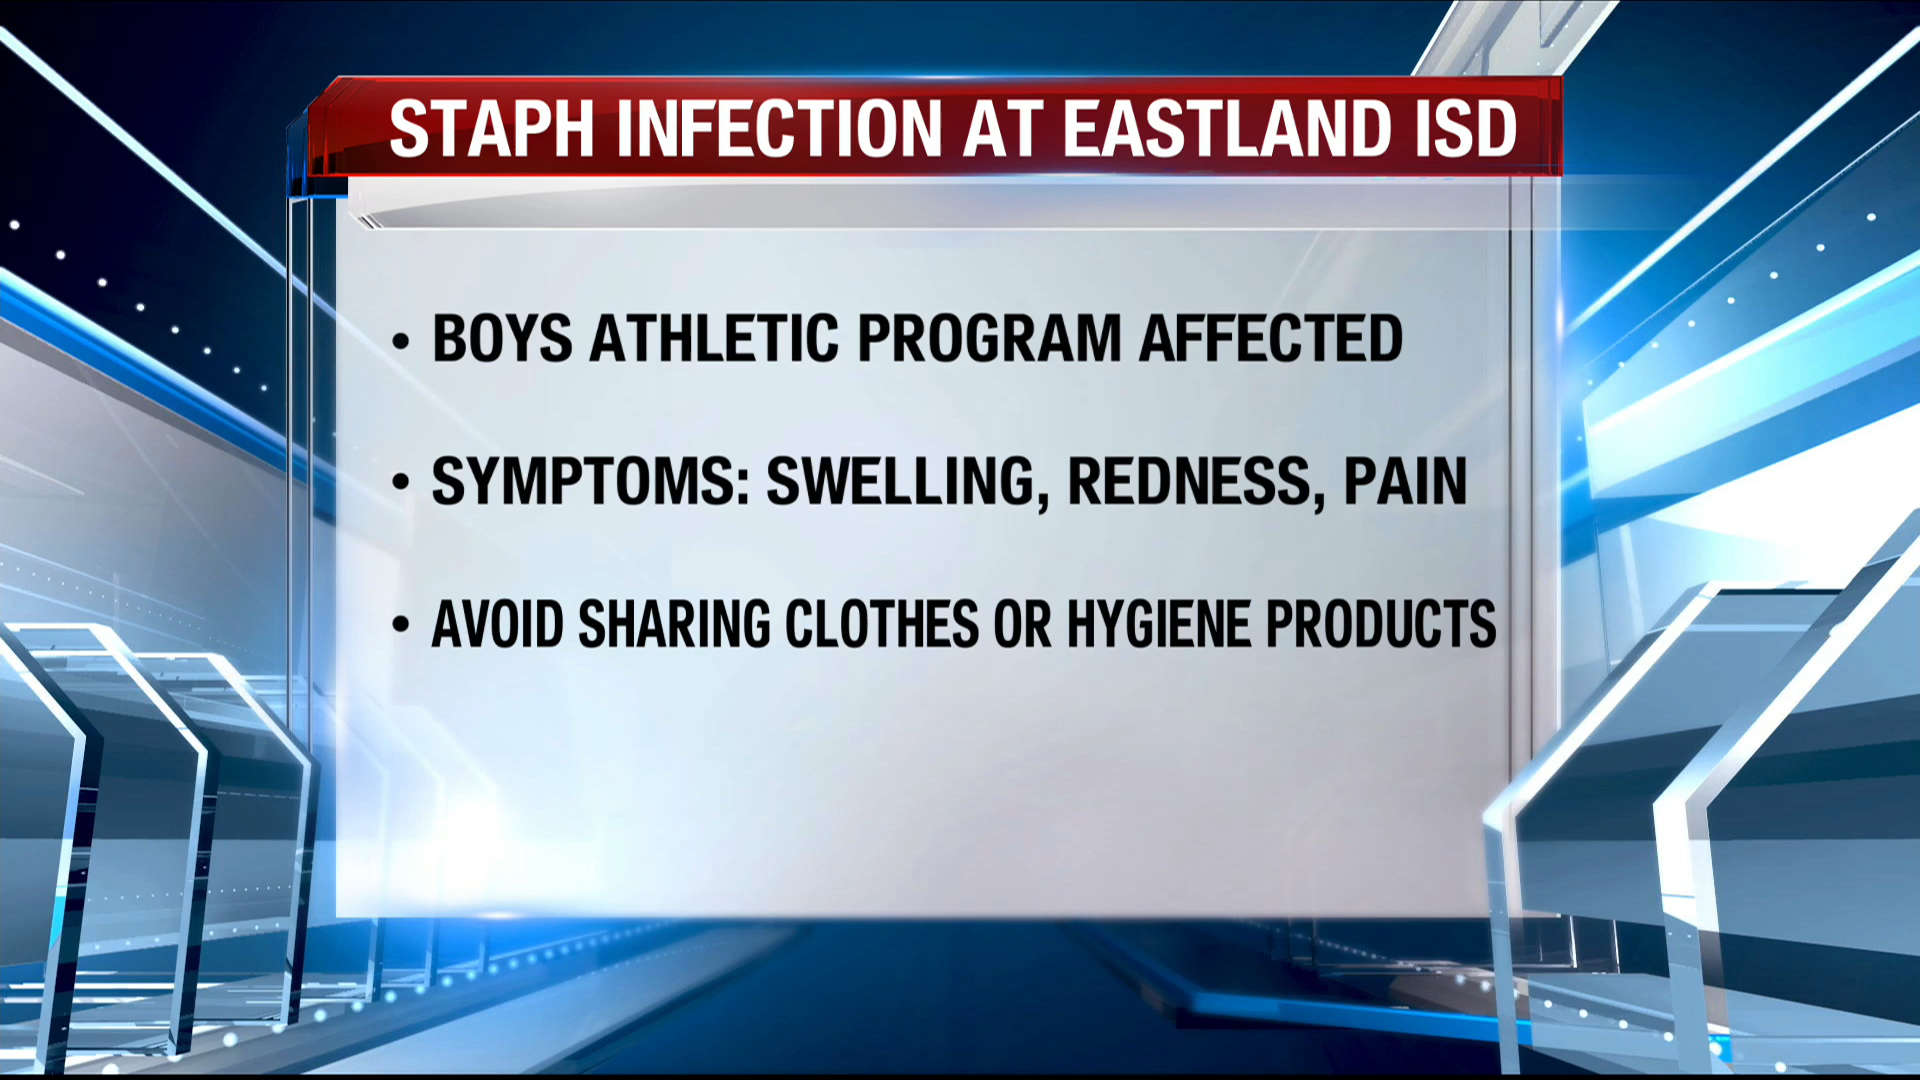 STAPH INFECTION AT EASTLAND ISD
• BOYS ATHLETIC PROGRAM AFFECTED
• SYMPTOMS: SWELLING, REDNESS, PAIN
• AVOID SHARING CLOTHES OR HYGIENE PRODUCTS